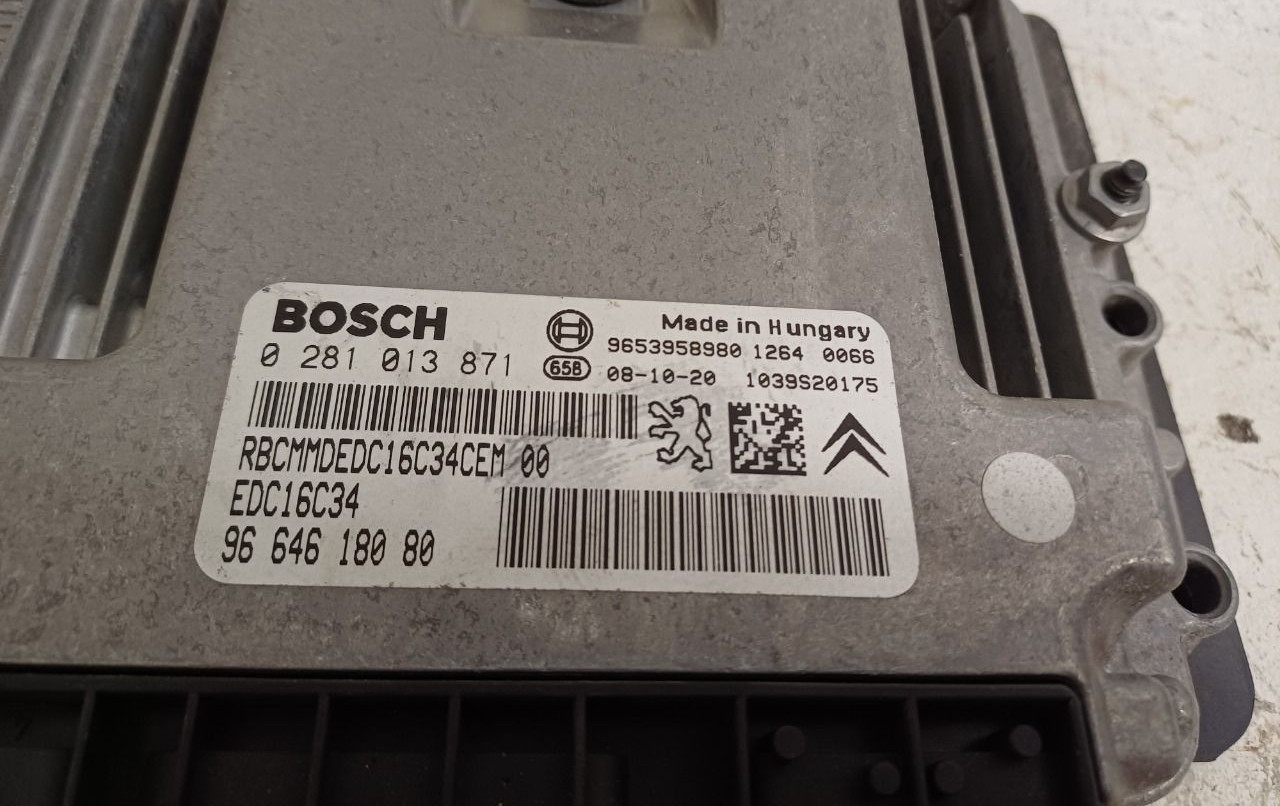 BOSCH
0 281 013 871
Made in Hungary
9653958980 1264 0066
658 08-10-20 1039S20175
RBCMMDEDC16C34CEM 00
EDC16C34
96 646 180 80